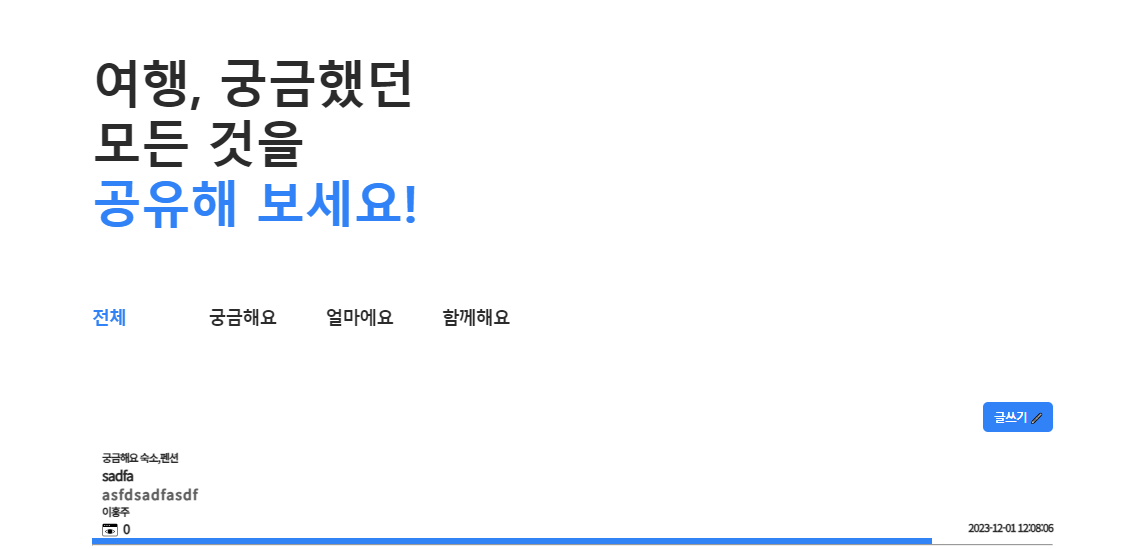 여행, 궁금했던
모든 것을
공유해 보세요!
전체 궁금해요 얼마에요 함께해요
글쓰기
궁금해요 숙소,펜션
sadfa
asfdsadfasdf
이홍주
0 2023-12-01 12:08:06